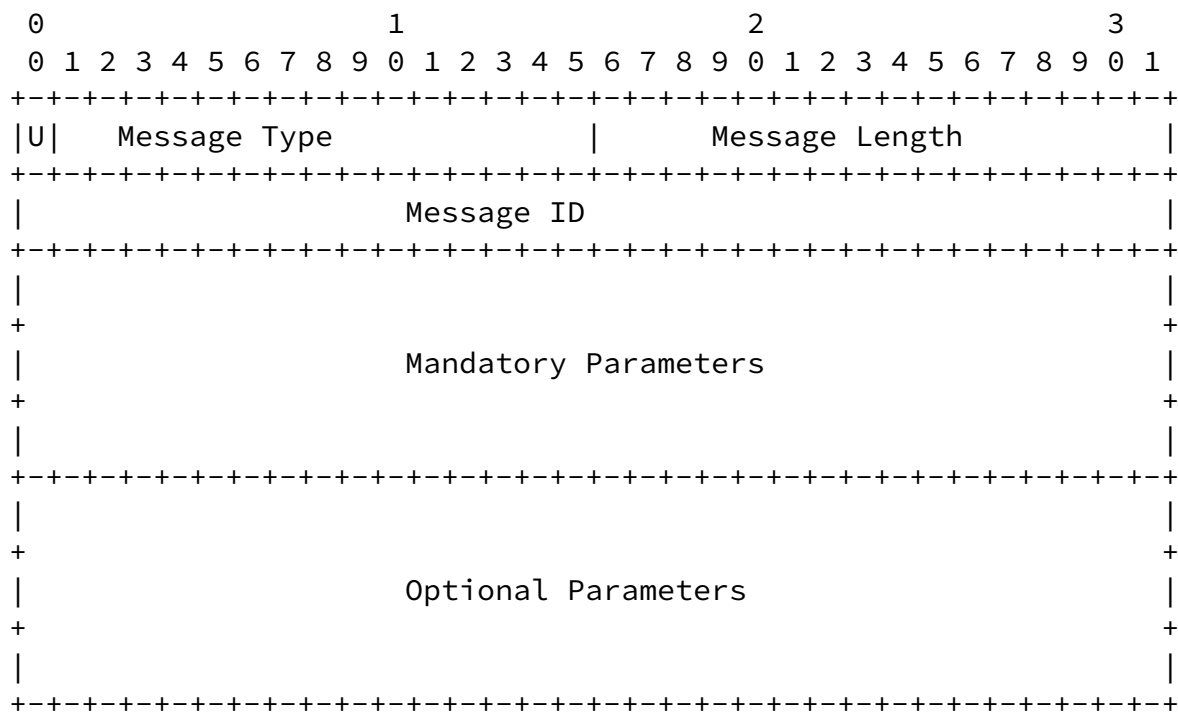 0                   1                   2                   3
 0 1 2 3 4 5 6 7 8 9 0 1 2 3 4 5 6 7 8 9 0 1 2 3 4 5 6 7 8 9 0 1
+-+-+-+-+-+-+-+-+-+-+-+-+-+-+-+-+-+-+-+-+-+-+-+-+-+-+-+-+-+-+-+-+
|U|   Message Type              |      Message Length            |
+-+-+-+-+-+-+-+-+-+-+-+-+-+-+-+-+-+-+-+-+-+-+-+-+-+-+-+-+-+-+-+-+
|                     Message ID                                |
+-+-+-+-+-+-+-+-+-+-+-+-+-+-+-+-+-+-+-+-+-+-+-+-+-+-+-+-+-+-+-+-+
|                                                               |
+                                                               +
|                     Mandatory Parameters                      |
+                                                               +
|                                                               |
+-+-+-+-+-+-+-+-+-+-+-+-+-+-+-+-+-+-+-+-+-+-+-+-+-+-+-+-+-+-+-+-+
|                                                               |
+                                                               +
|                     Optional Parameters                       |
+                                                               +
|                                                               |
+-+-+-+-+-+-+-+-+-+-+-+-+-+-+-+-+-+-+-+-+-+-+-+-+-+-+-+-+-+-+-+-+